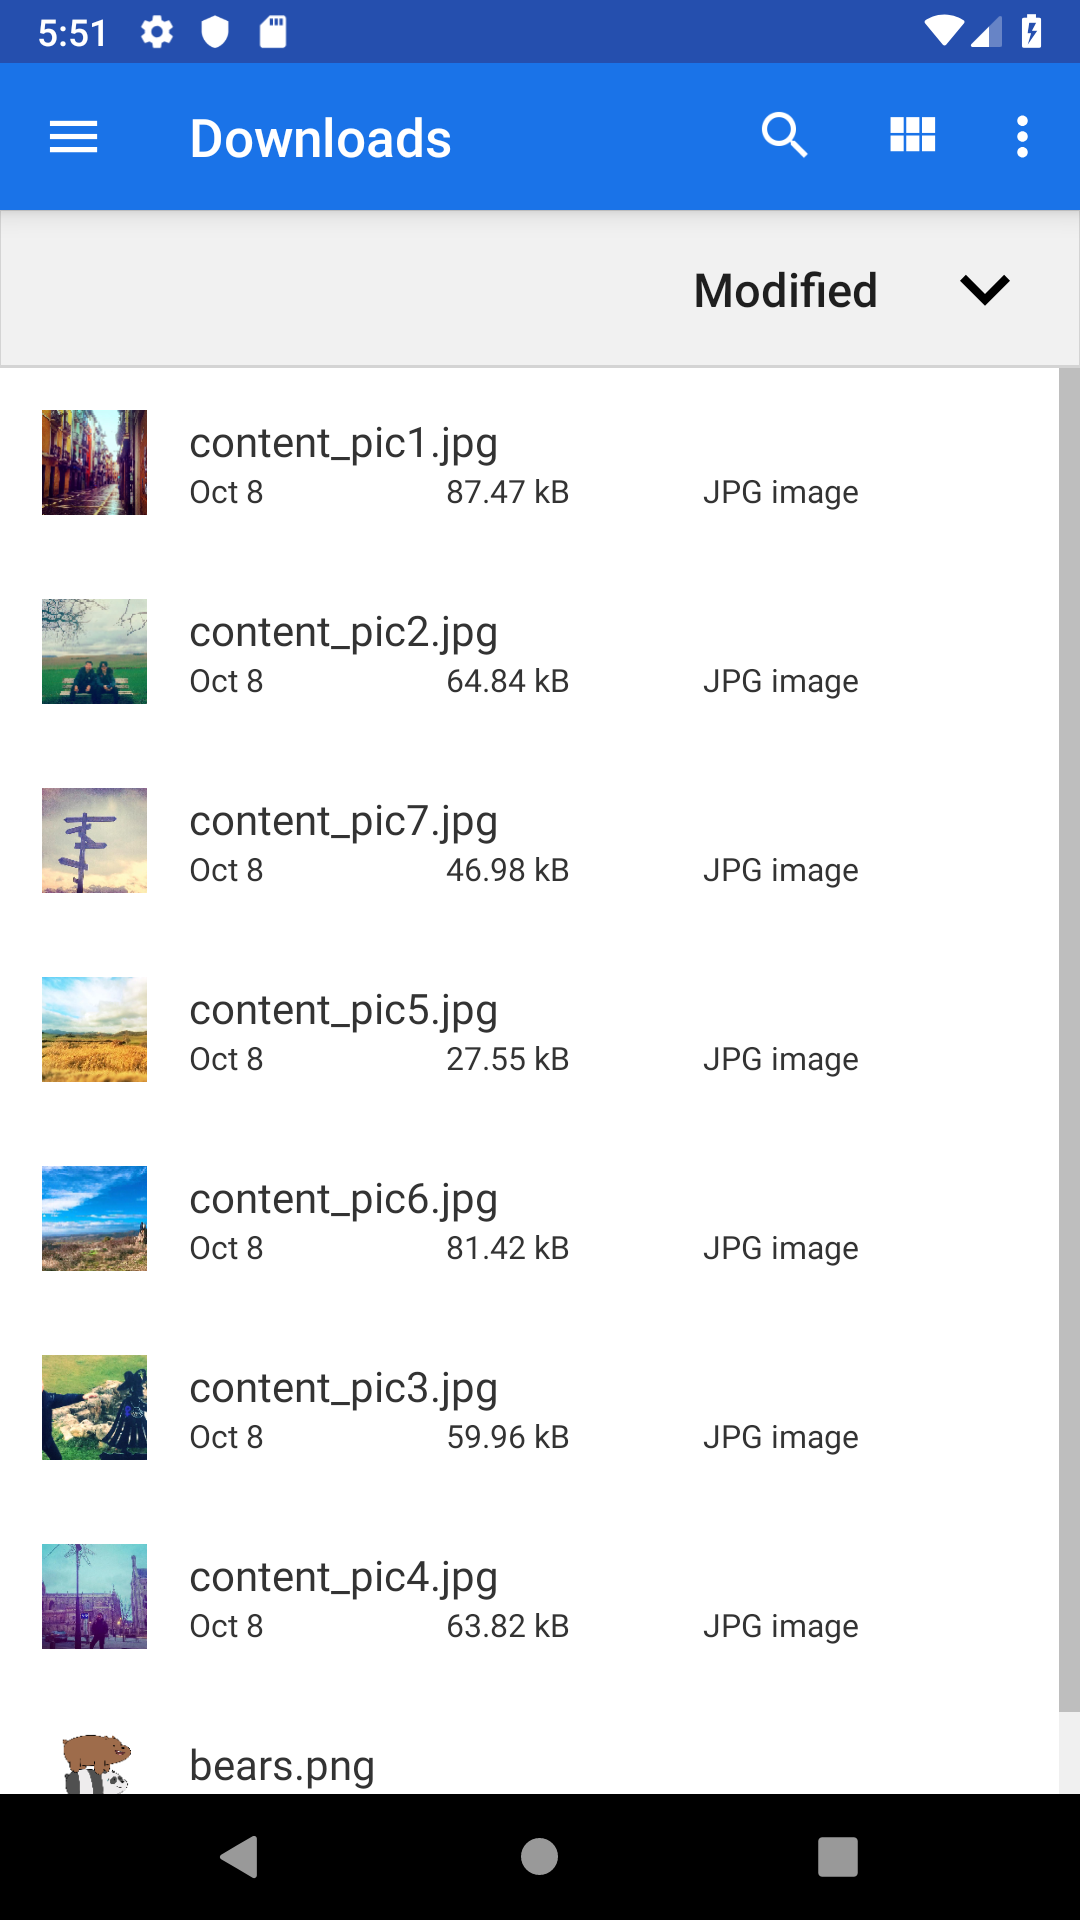 5:51
Downloads
Modified
content_pic1.jpg
Oct 8 87.47 kB JPG image
content_pic2.jpg
Oct 8 64.84 kB JPG image
content_pic7.jpg
Oct 8 46.98 kB JPG image
content_pic5.jpg
Oct 8 27.55 kB JPG image
content_pic6.jpg
Oct 8 81.42 kB JPG image
content_pic3.jpg
Oct 8 59.96 kB JPG image
content_pic4.jpg
Oct 8 63.82 kB JPG image
bears.png